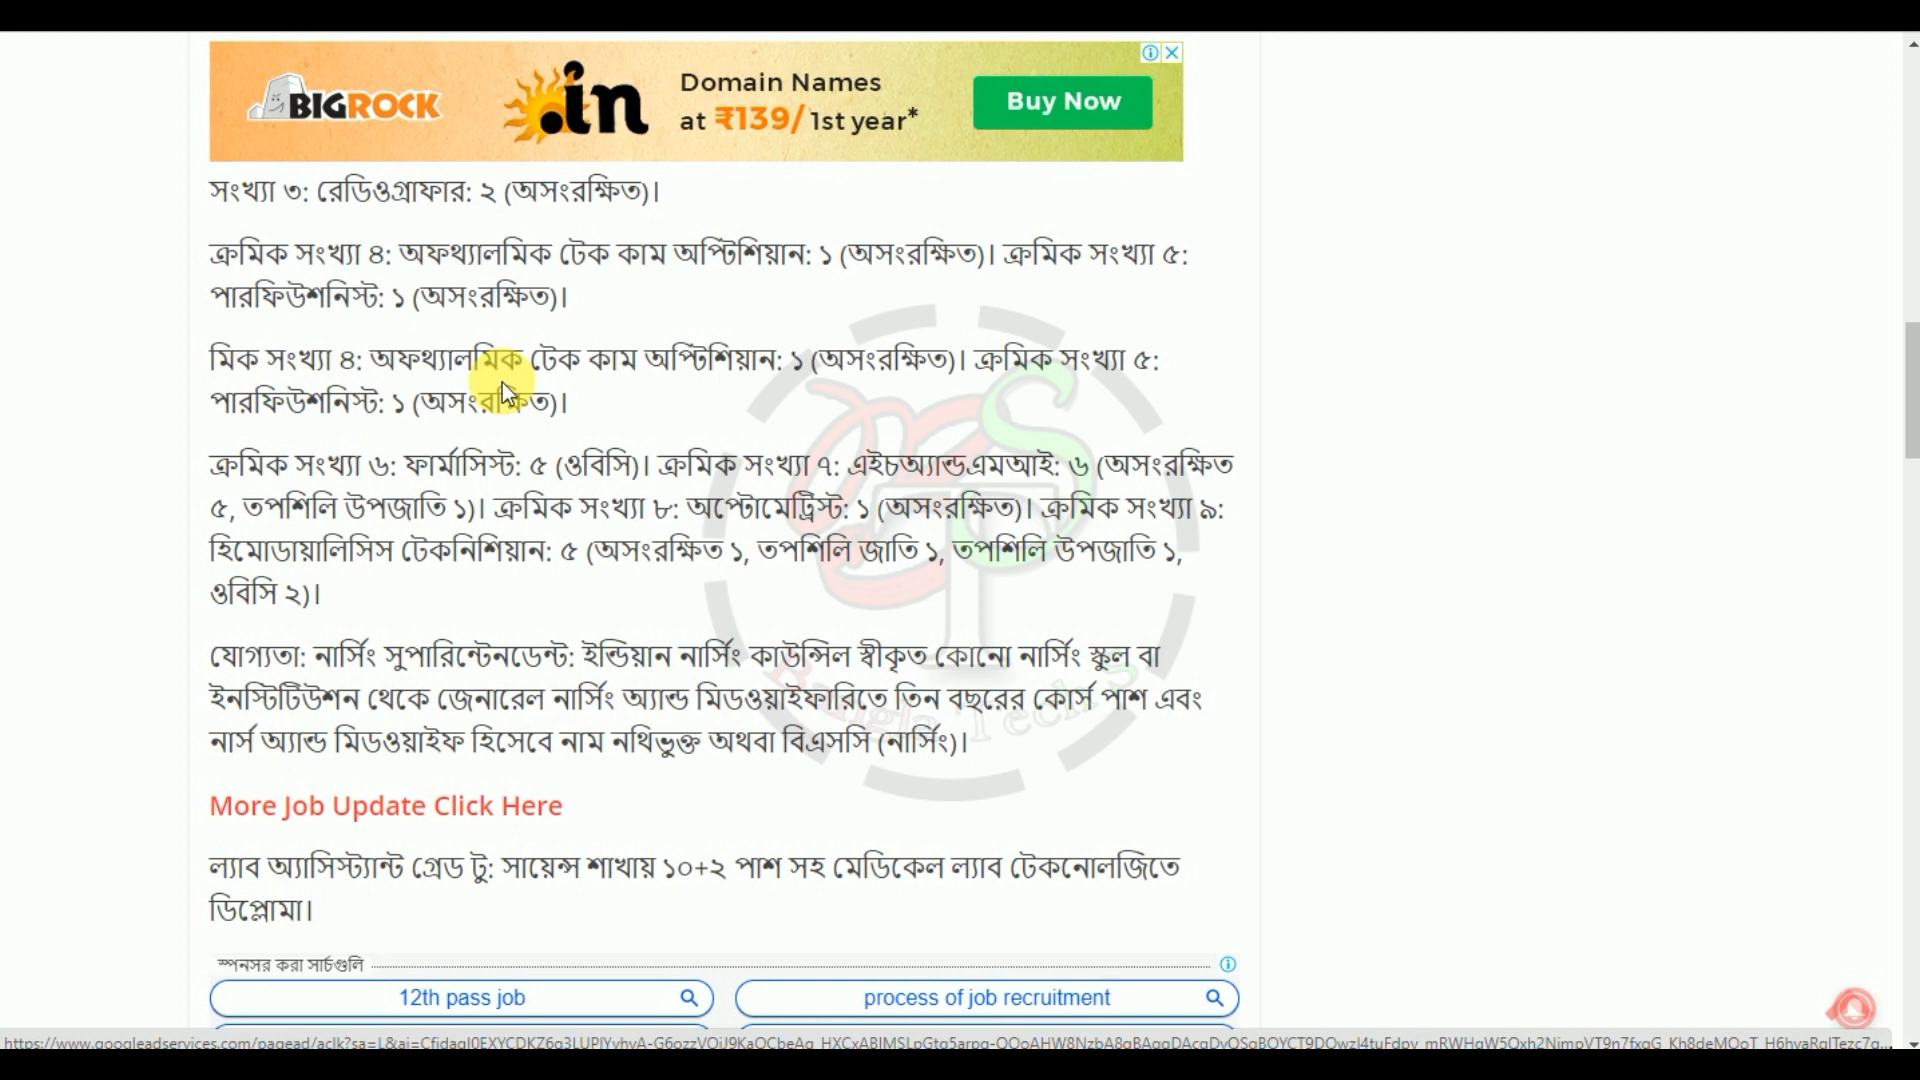 BIGROCK
.in
Domain Names
at ₹139/ 1st year*
Buy Now
সংখ্যা ৩: রেডিওগ্রাফার: ২ (অসংরক্ষিত)।
ক্রমিক সংখ্যা ৪: অফথ্যালমিক টেক কাম অপ্টিশিয়ান: ১ (অসংরক্ষিত)। ক্রমিক সংখ্যা ৫:
পারফিউশনিস্ট: ১ (অসংরক্ষিত)।
মিক সংখ্যা ৪: অফথ্যালমিক টেক কাম অপ্টিশিয়ান: ১ (অসংরক্ষিত)। ক্রমিক সংখ্যা ৫:
পারফিউশনিস্ট: ১ (অসংরক্ষিত)।
ক্রমিক সংখ্যা ৬: ফার্মাসিস্ট: ৫ (ওবিসি)। ক্রমিক সংখ্যা ৭: এইচঅ্যান্ডএমআই: ৬ (অসংরক্ষিত
৫, তপশিলি উপজাতি ১)। ক্রমিক সংখ্যা ৮: অপ্টোমেট্রিস্ট: ১ (অসংরক্ষিত)। ক্রমিক সংখ্যা ৯:
হিমোডায়ালিসিস টেকনিশিয়ান: ৫ (অসংরক্ষিত ১, তপশিলি জাতি ১, তপশিলি উপজাতি ১,
ওবিসি ২)।
যোগ্যতা: নার্সিং সুপারিন্টেনডেন্ট: ইন্ডিয়ান নার্সিং কাউন্সিল স্বীকৃত কোনো নার্সিং স্কুল বা
ইনস্টিটিউশন থেকে জেনারেল নার্সিং অ্যান্ড মিডওয়াইফারিতে তিন বছরের কোর্স পাশ এবং
নার্স অ্যান্ড মিডওয়াইফ হিসেবে নাম নথিভুক্ত অথবা বিএসসি (নার্সিং)।
Bangla Tech S
More Job Update Click Here
ল্যাব অ্যাসিস্ট্যান্ট গ্রেড টু: সায়েন্স শাখায় ১০+২ পাশ সহ মেডিকেল ল্যাব টেকনোলজিতে
ডিপ্লোমা।
স্পনসর করা সার্চগুলি
12th pass job
process of job recruitment